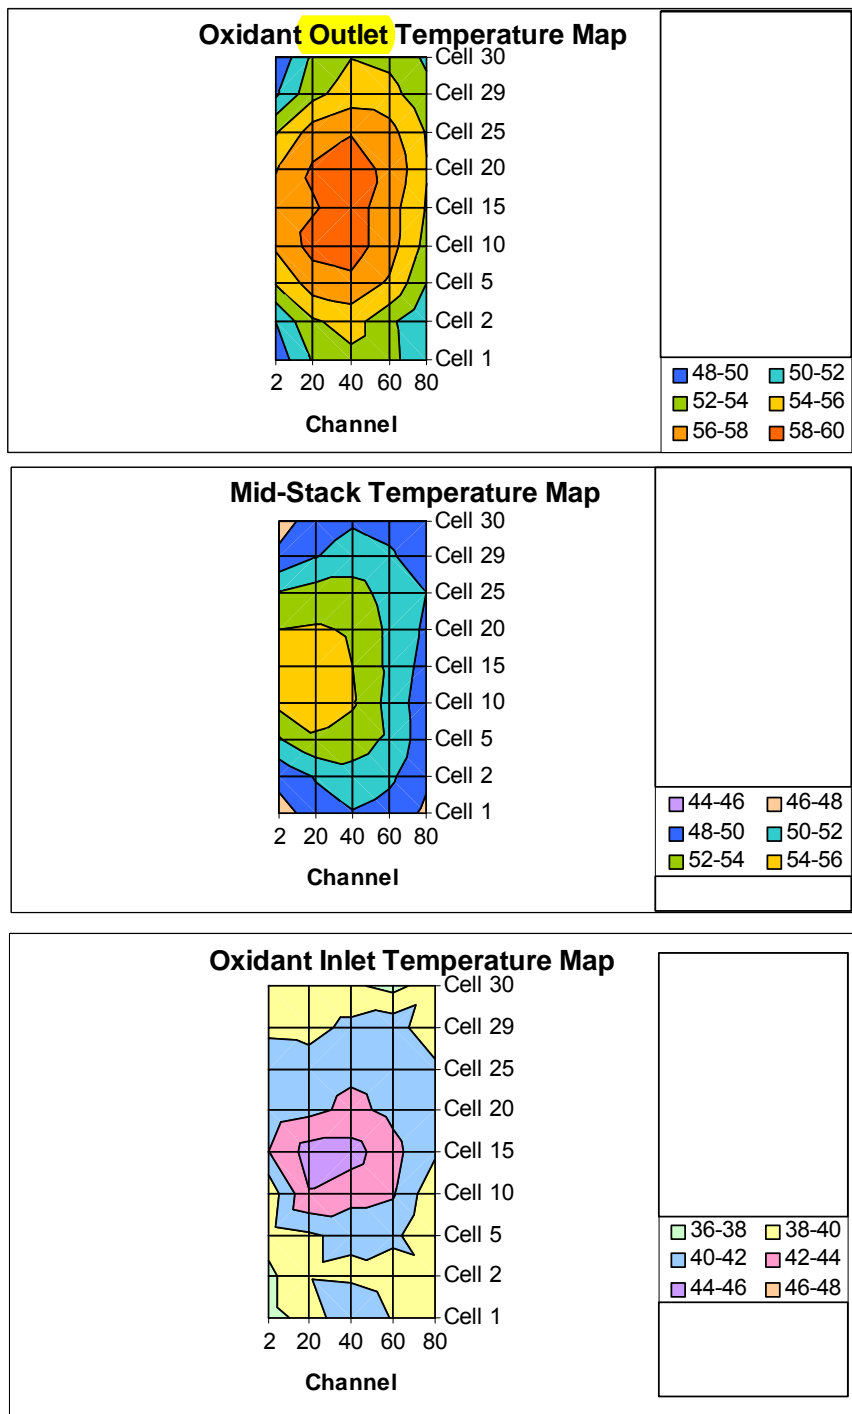 Oxidant Outlet Temperature Map
Cell 30
Cell 29
Cell 25
Cell 20
Cell 15
Cell 10
Cell 5
Cell 2
Cell 1
2 20 40 60 80
Channel
48-50 50-52
52-54 54-56
56-58 58-60
Mid-Stack Temperature Map
Cell 30
Cell 29
Cell 25
Cell 20
Cell 15
Cell 10
Cell 5
Cell 2
Cell 1
2 20 40 60 80
Channel
44-46 46-48
48-50 50-52
52-54 54-56
Oxidant Inlet Temperature Map
Cell 30
Cell 29
Cell 25
Cell 20
Cell 15
Cell 10
Cell 5
Cell 2
Cell 1
2 20 40 60 80
Channel
36-38 38-40
40-42 42-44
44-46 46-48